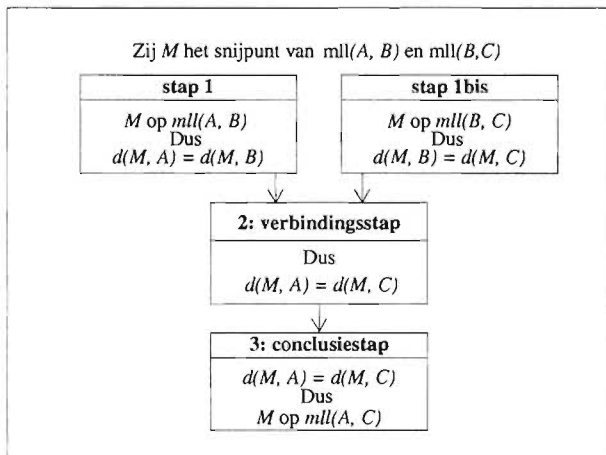 Zij M het snijpunt van mll(A, B) en mll(B,C)
stap 1
M op mll(A, B)
Dus
d(M, A) = d(M, B)
stap 1bis
M op mll(B, C)
Dus
d(M, B) = d(M, C)
2: verbindingsstap
Dus
d(M, A) = d(M, C)
3: conclusiestap
d(M, A) = d(M, C)
Dus
M op mll(A, C)